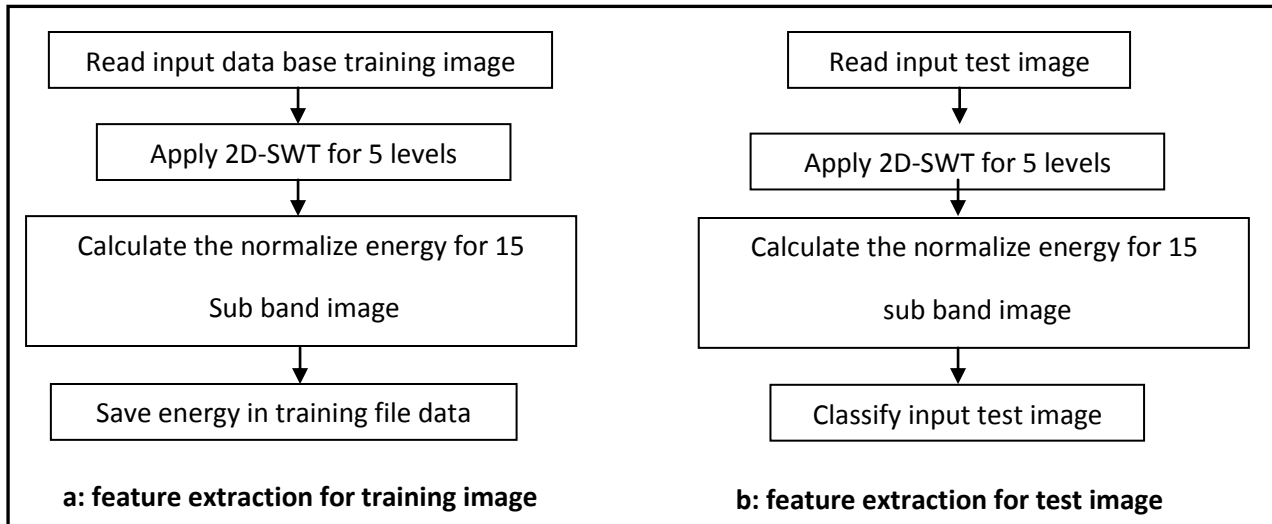 Read input data base training image
Apply 2D-SWT for 5 levels
Calculate the normalize energy for 15
Sub band image
Save energy in training file data
a: feature extraction for training image
Read input test image
Apply 2D-SWT for 5 levels
Calculate the normalize energy for 15
sub band image
Classify input test image
b: feature extraction for test image